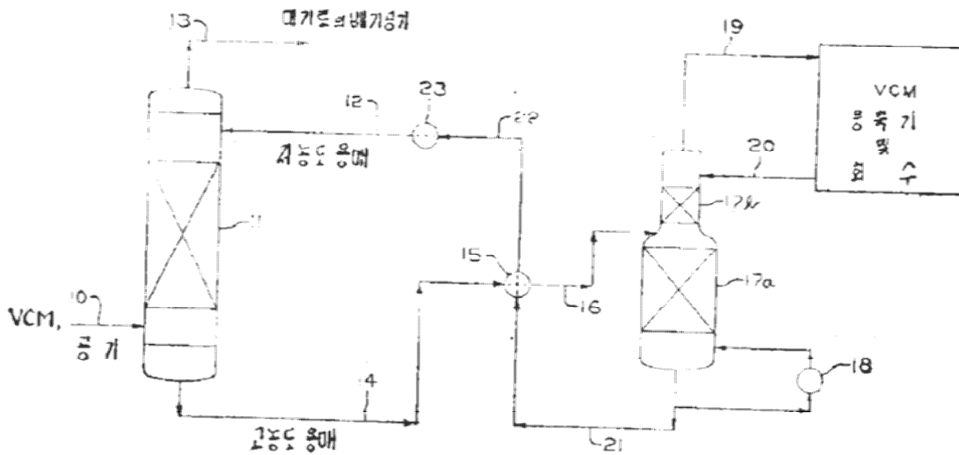 13
대기로의배기공기
19
VCM
응축기
및
회수
12
23
22
저농도용매
20
17b
11
15
17a
10
16
VCM,
공기
14
18
고농도용매
21